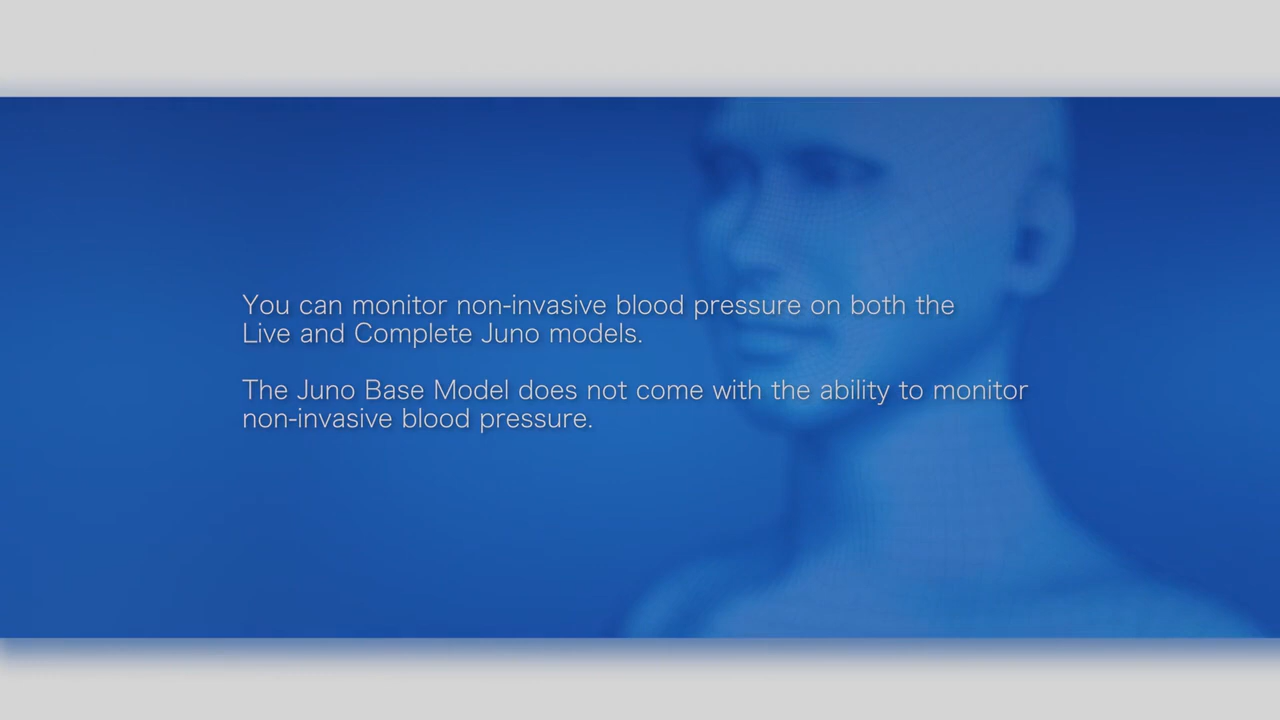 You can monitor non-invasive blood pressure on both the
Live and Complete Juno models.
The Juno Base Model does not come with the ability to monitor
non-invasive blood pressure.